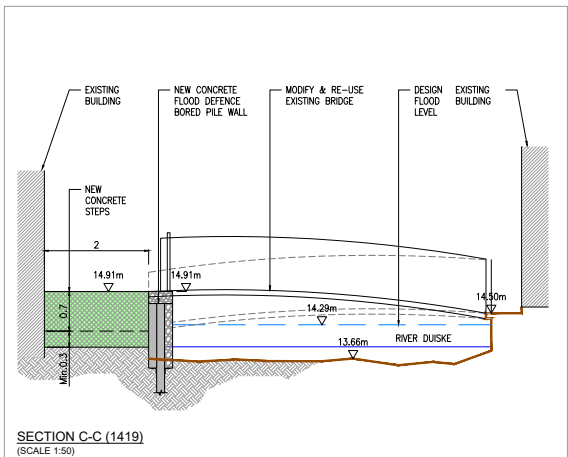 EXISTING
BUILDING
NEW CONCRETE
FLOOD DEFENCE
BORED PILE WALL
MODIFY & RE-USE
EXISTING BRIDGE
DESIGN
FLOOD
LEVEL
EXISTING
BUILDING
NEW
CONCRETE
STEPS
2
14.91m
14.91m
14.50m
14.29m
0.7
RIVER DUISKE
13.66m
Min.0.3
SECTION C-C (1419)
(SCALE 1:50)